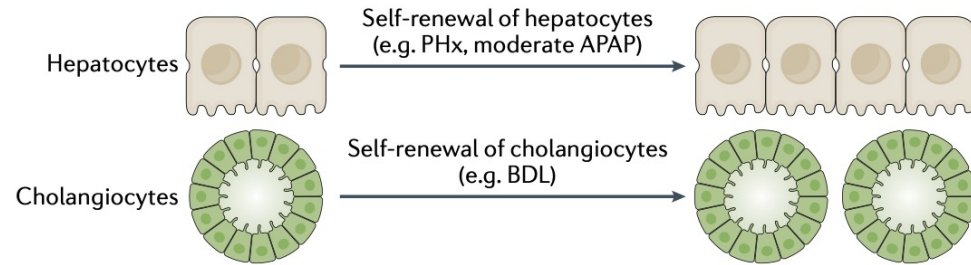 Self-renewal of hepatocytes
(e.g. PHx, moderate APAP)
Hepatocytes
Self-renewal of cholangiocytes
(e.g. BDL)
Cholangiocytes